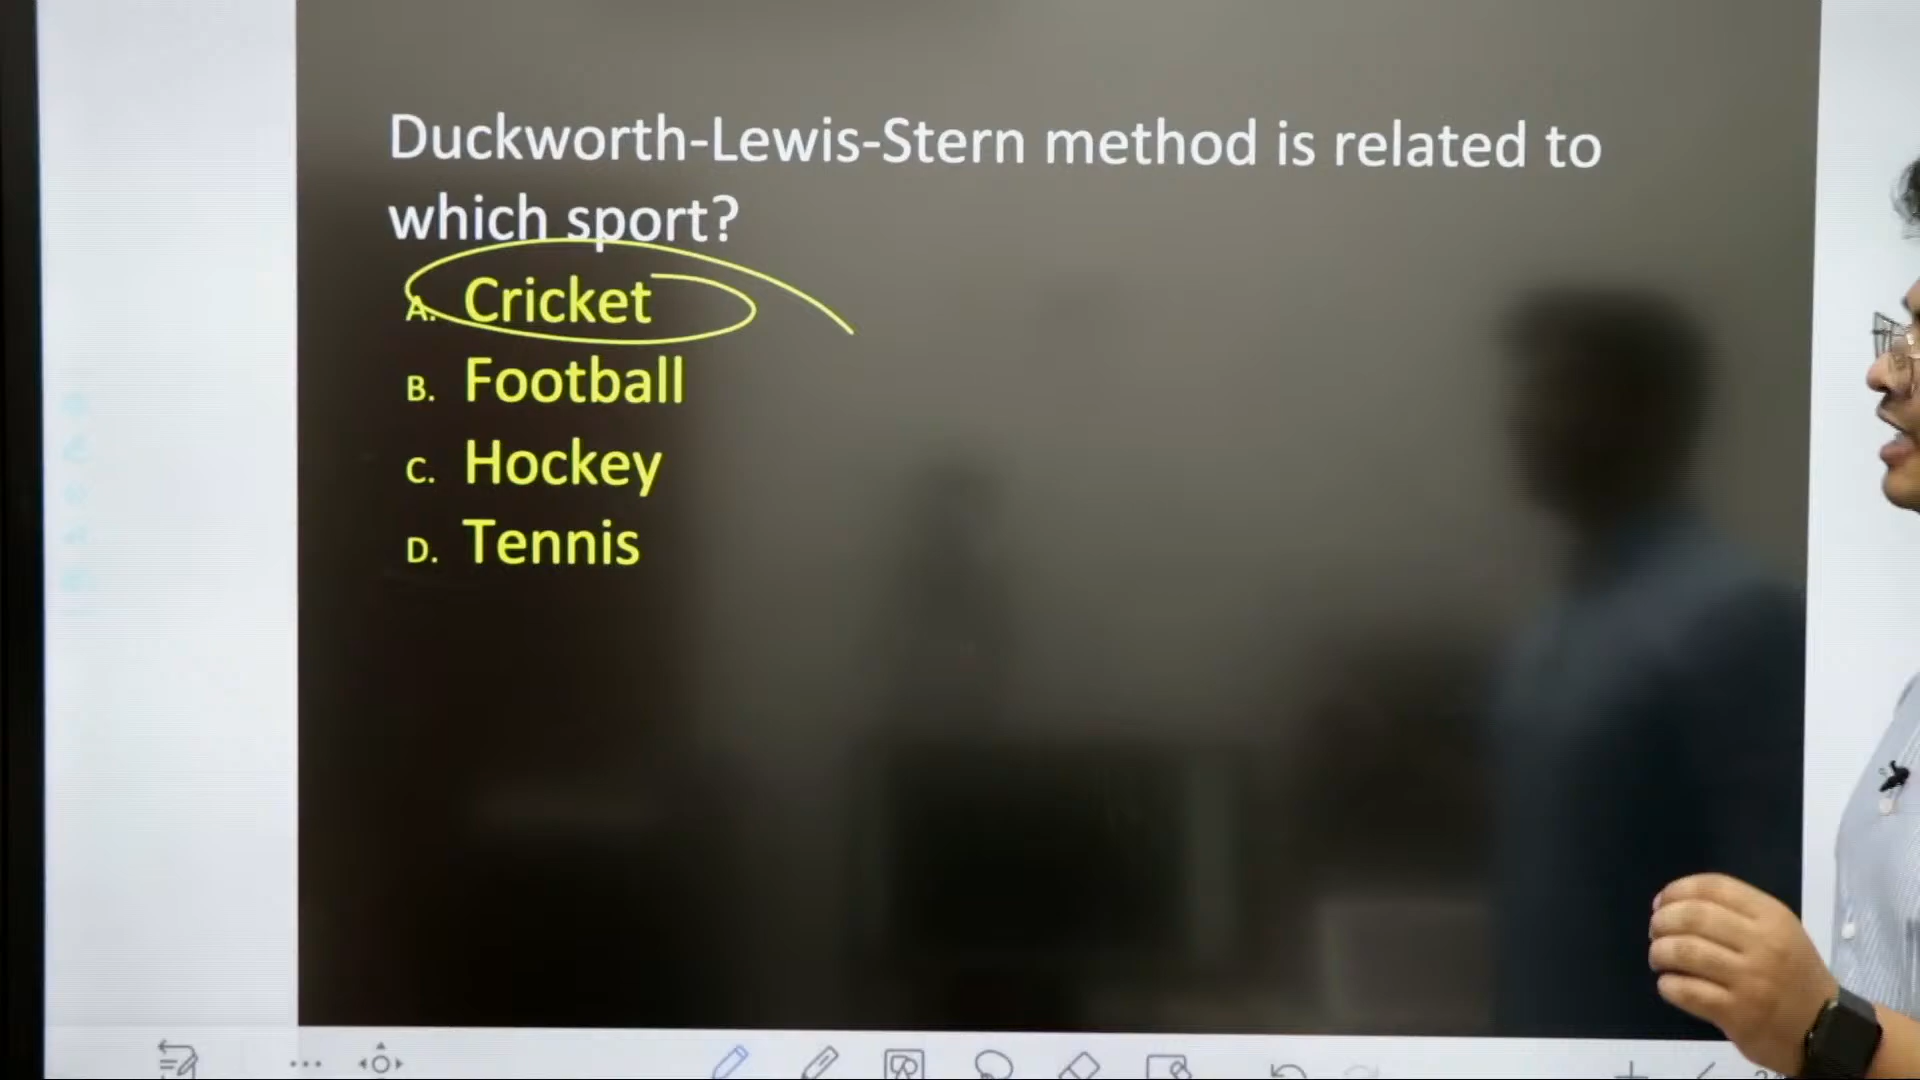 Duckworth-Lewis-Stern method is related to
which sport?
A. Cricket
B. Football
C. Hockey
D. Tennis